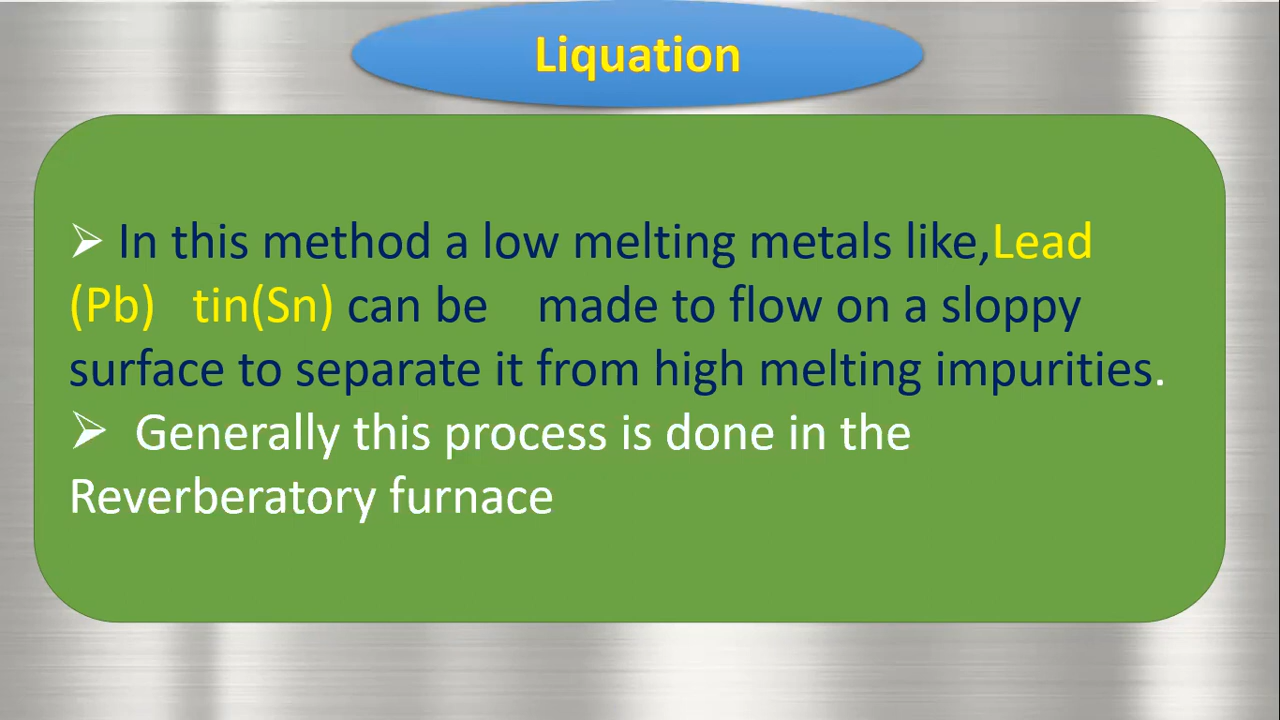 Liquation
➤ In this method a low melting metals like,Lead
(Pb) tin(Sn) can be made to flow on a sloppy
surface to separate it from high melting impurities.
➤ Generally this process is done in the
Reverberatory furnace